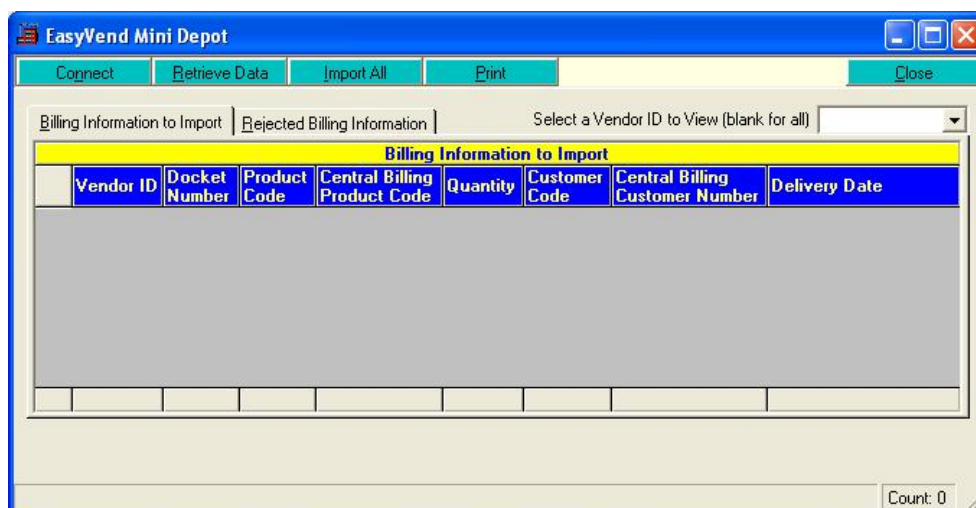 EasyVend Mini Depot
Connect Retrieve Data Import All Print Close
Billing Information to Import Rejected Billing Information Select a Vendor ID to View (blank for all)
Billing Information to Import
Vendor ID Docket Number Product Code Central Billing Product Code Quantity Customer Code Central Billing Customer Number Delivery Date
Count: 0